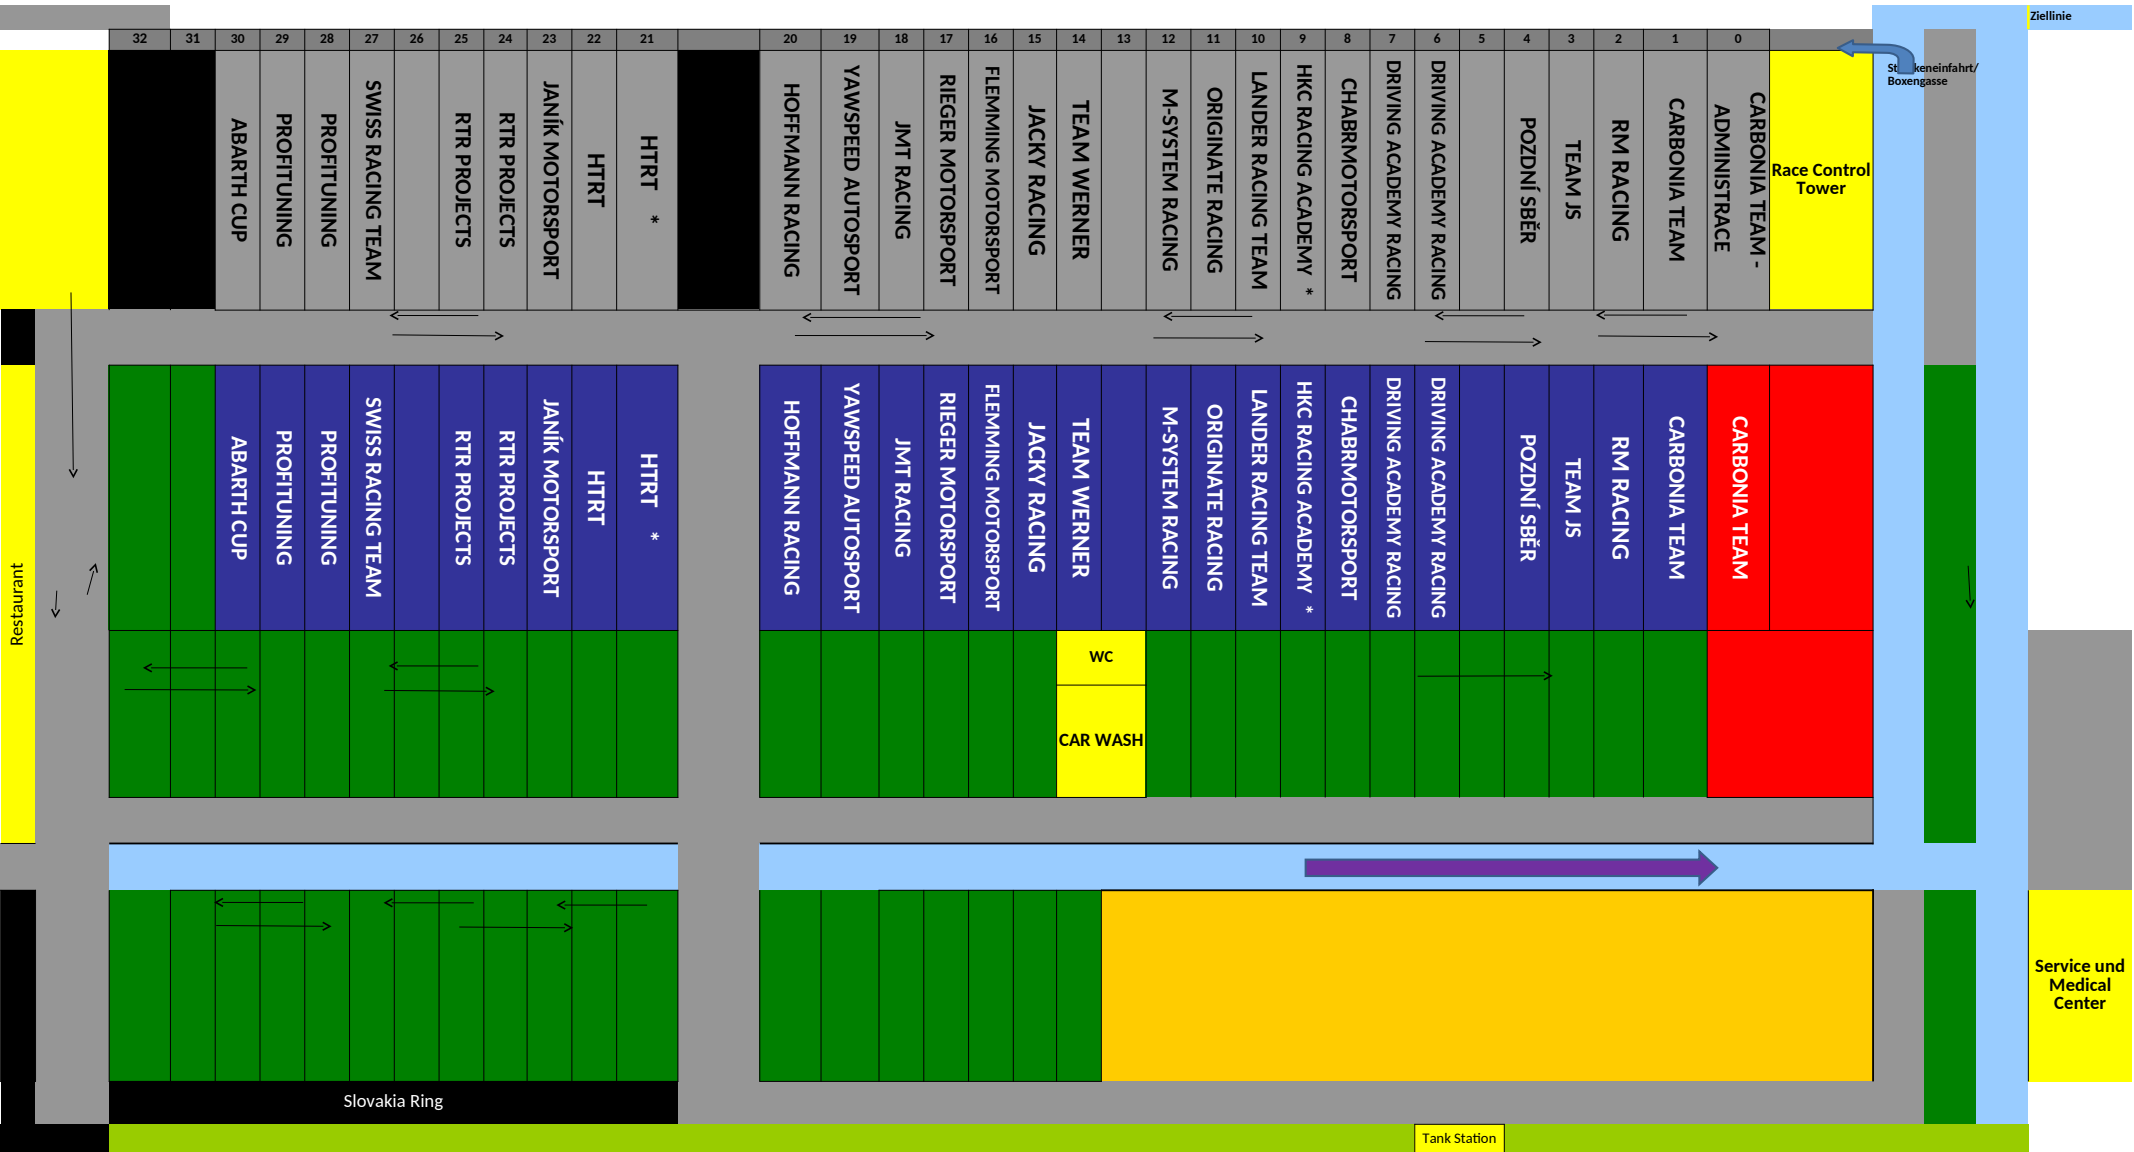 Ziellinie
32 31 30 29 28 27 26 25 24 23 22 21 20 19 18 17 16 15 14 13 12 11 10 9 8 7 6 5 4 3 2 1 0
Boxengasse
ABARTH CUP
PROFITUNING
PROFITUNING
SWISS RACING TEAM
RTR PROJECTS
RTR PROJECTS
JANÍK MOTORSPORT
HTRT
HTRT *
HOFFMANN RACING
YAWSPEED AUTOSPORT
JMT RACING
RIEGER MOTORSPORT
FLEMMING MOTORSPORT
JACKY RACING
TEAM WERNER
M-SYSTEM RACING
ORIGINATE RACING
LANDER RACING TEAM
HKC RACING ACADEMY *
CHABRMOTORSPORT
DRIVING ACADEMY RACING
DRIVING ACADEMY RACING
POZDNÍ SBĚR
TEAM JS
RM RACING
CARBONIA TEAM
CARBONIA TEAM -
ADMINISTRACE
Race Control
Tower
ABARTH CUP
PROFITUNING
PROFITUNING
SWISS RACING TEAM
RTR PROJECTS
RTR PROJECTS
JANÍK MOTORSPORT
HTRT
HTRT *
HOFFMANN RACING
YAWSPEED AUTOSPORT
JMT RACING
RIEGER MOTORSPORT
FLEMMING MOTORSPORT
JACKY RACING
TEAM WERNER
M-SYSTEM RACING
ORIGINATE RACING
LANDER RACING TEAM
HKC RACING ACADEMY *
CHABRMOTORSPORT
DRIVING ACADEMY RACING
DRIVING ACADEMY RACING
POZDNÍ SBĚR
TEAM JS
RM RACING
CARBONIA TEAM
CARBONIA TEAM
Restaurant
WC
CAR WASH
Service und
Medical
Center
Slovakia Ring
Tank Station